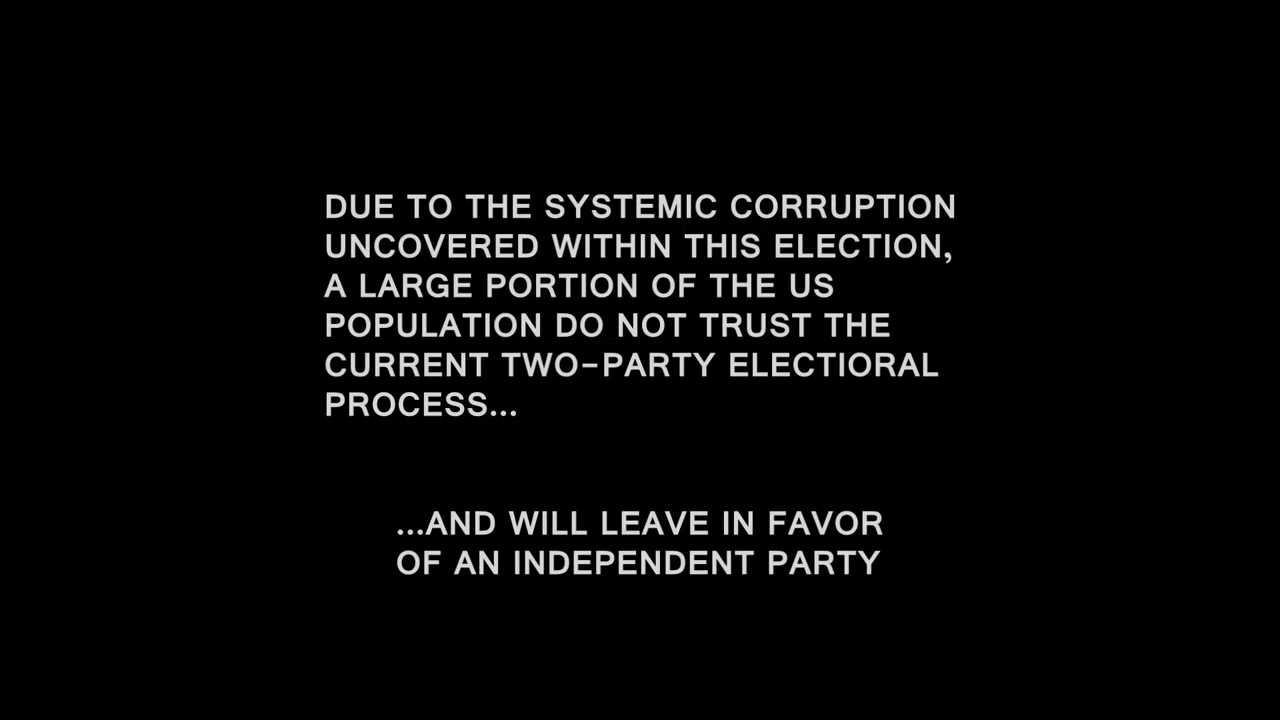 DUE TO THE SYSTEMIC CORRUPTION
UNCOVERED WITHIN THIS ELECTION,
A LARGE PORTION OF THE US
POPULATION DO NOT TRUST THE
CURRENT TWO-PARTY ELECTIORAL
PROCESS...
...AND WILL LEAVE IN FAVOR
OF AN INDEPENDENT PARTY